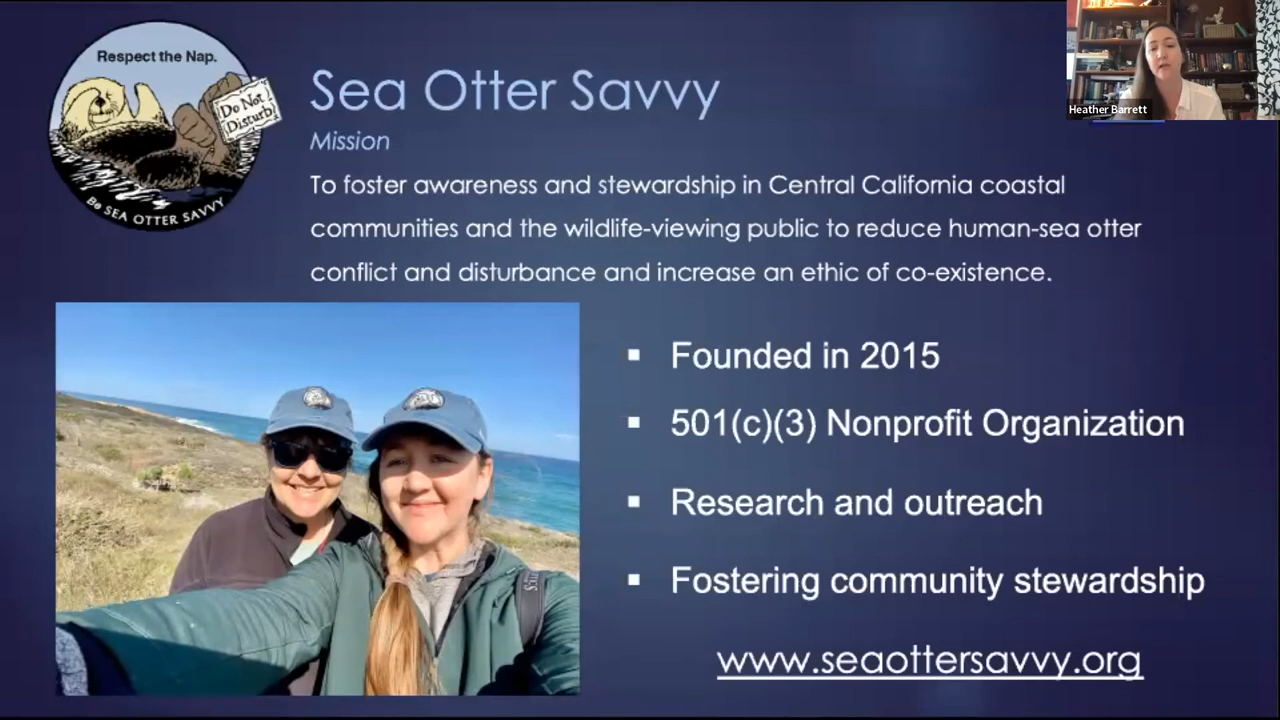 Respect the Nap.
Do Not
Disturb!
Be SEA OTTER SAVVY
Sea Otter Savvy
Mission
To foster awareness and stewardship in Central California coastal
communities and the wildlife-viewing public to reduce human-sea otter
conflict and disturbance and increase an ethic of co-existence.
Heather Barrett
▪ Founded in 2015
▪ 501(c)(3) Nonprofit Organization
▪ Research and outreach
▪ Fostering community stewardship
www.seaottersavvy.org